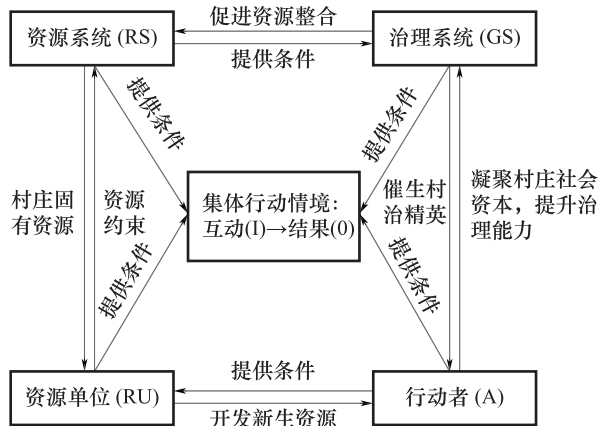 促进资源整合
资源系统 (RS)
治理系统 (GS)
提供条件
提供条件
提供条件
村庄固
有资源
资源
约束
集体行动情境：
互动(I)→结果(0)
催生村
治精英
凝聚村庄社会
资本，提升治
理能力
提供条件
提供条件
提供条件
资源单位 (RU)
行动者 (A)
开发新生资源